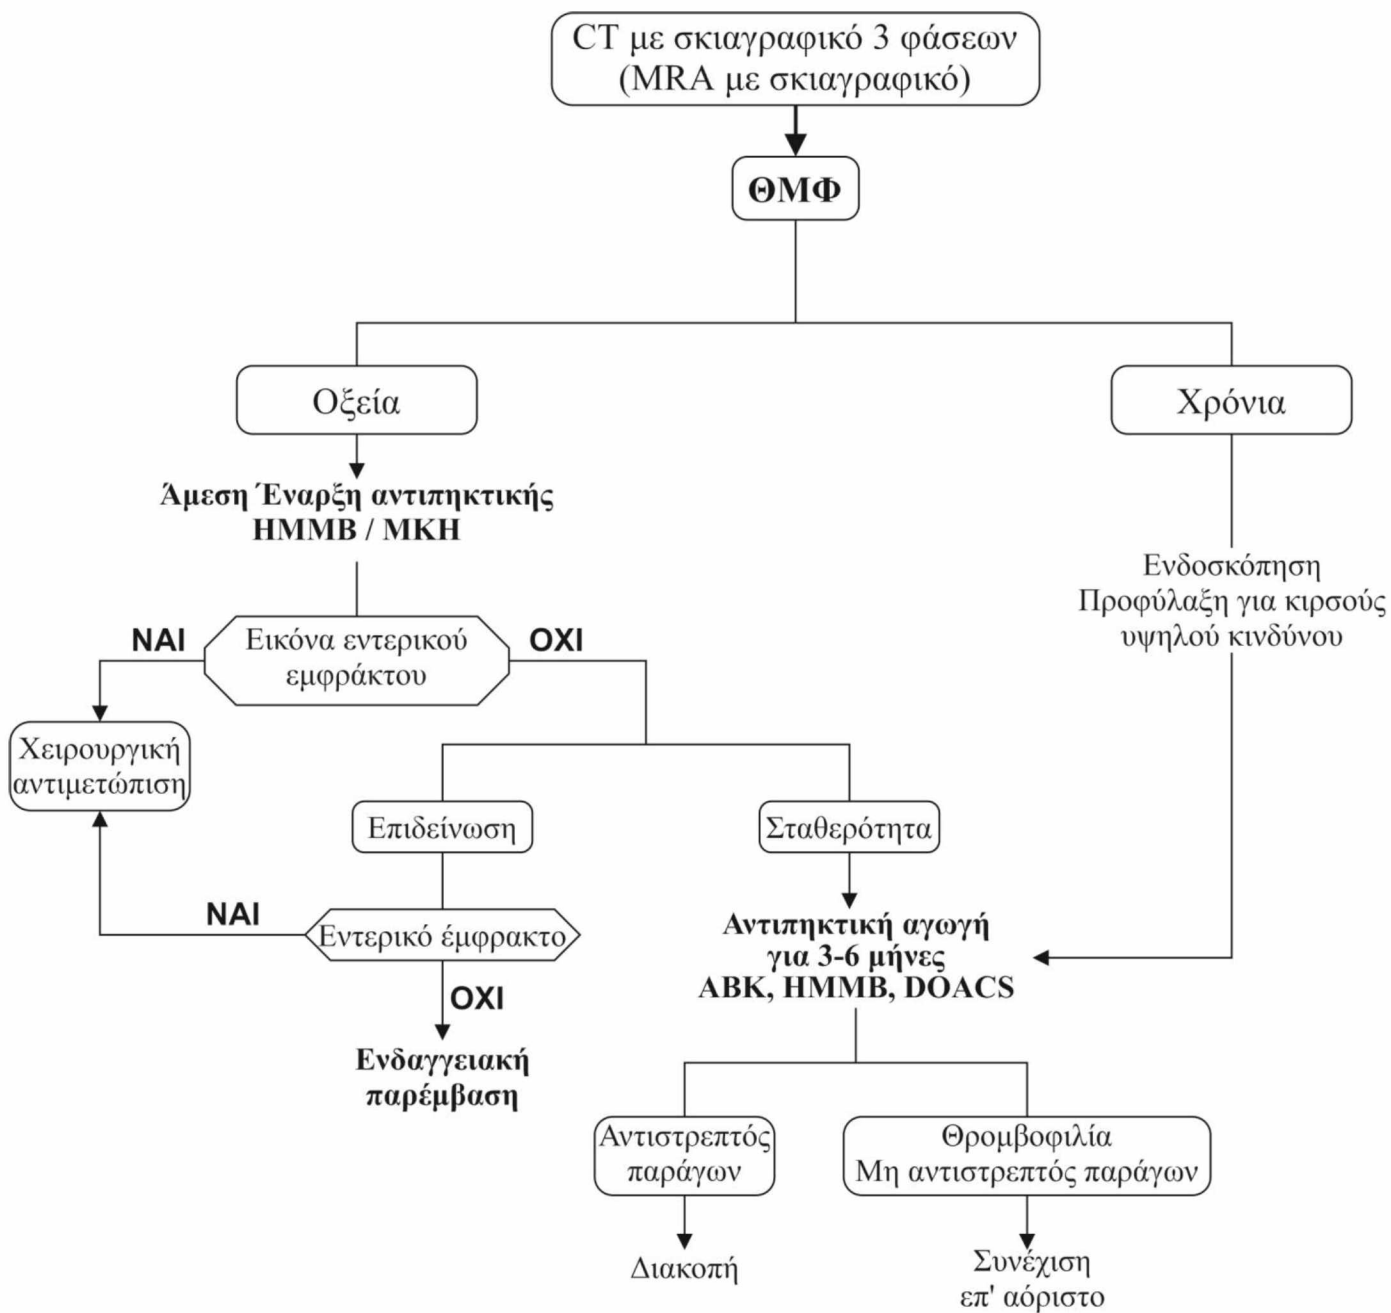 CT με σκιαγραφικό 3 φάσεων
(MRA με σκιαγραφικό)
ΘΜΦ
Οξεία
Χρόνια
Άμεση Έναρξη αντιπηκτικής
ΗΜΜΒ / ΜΚΗ
Ενδοσκόπηση
Προφύλαξη για κιρσούς
υψηλού κινδύνου
ΝΑΙ
Εικόνα εντερικού
εμφράκτου
ΟΧΙ
Χειρουργική
αντιμετώπιση
Επιδείνωση
Σταθερότητα
ΝΑΙ
Εντερικό έμφρακτο
ΟΧΙ
Ενδαγγειακή
παρέμβαση
Αντιπηκτική αγωγή
για 3-6 μήνες
ΑΒΚ, ΗΜΜΒ, DOACS
Αντιστρεπτός
παράγων
Θρομβοφιλία
Μη αντιστρεπτός παράγων
Διακοπή
Συνέχιση
επ' αόριστο